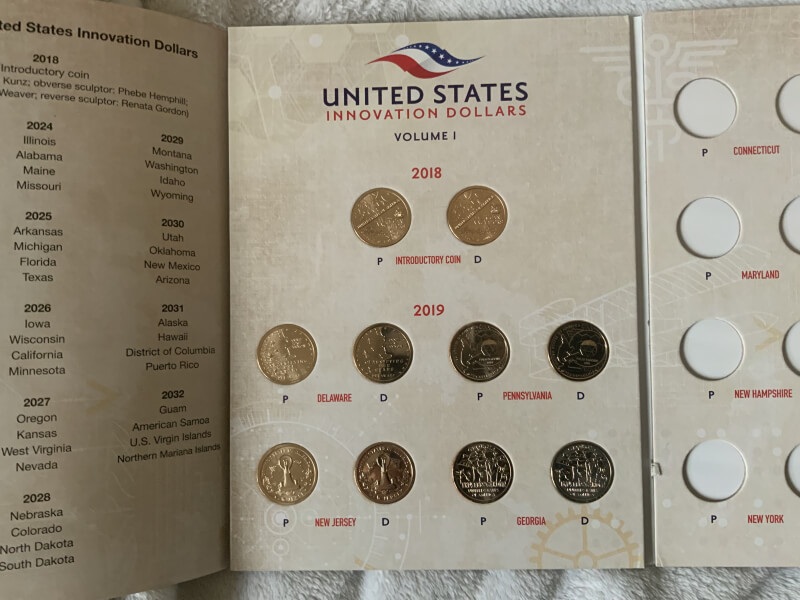 ted States Innovation Dollars
2018
Introductory coin
Kunz; obverse sculptor: Phebe Hemphill;
Weaver; reverse sculptor: Renata Gordon)
2024
Illinois
Alabama
Maine
Missouri
2025
Arkansas
Michigan
Florida
Texas
2026
Iowa
Wisconsin
California
Minnesota
2027
Oregon
Kansas
West Virginia
Nevada
2028
Nebraska
Colorado
North Dakota
South Dakota
2029
Montana
Washington
Idaho
Wyoming
2030
Utah
Oklahoma
New Mexico
Arizona
2031
Alaska
Hawaii
District of Columbia
Puerto Rico
2032
Guam
American Samoa
U.S. Virgin Islands
Northern Mariana Islands
UNITED STATES
INNOVATION DOLLARS
VOLUME I
2018
P INTRODUCTORY COIN D
2019
P DELAWARE D P PENNSYLVANIA D
P NEW JERSEY D P GEORGIA D
P CONNECTICUT
P MARYLAND
P NEW HAMPSHIRE
P NEW YORK